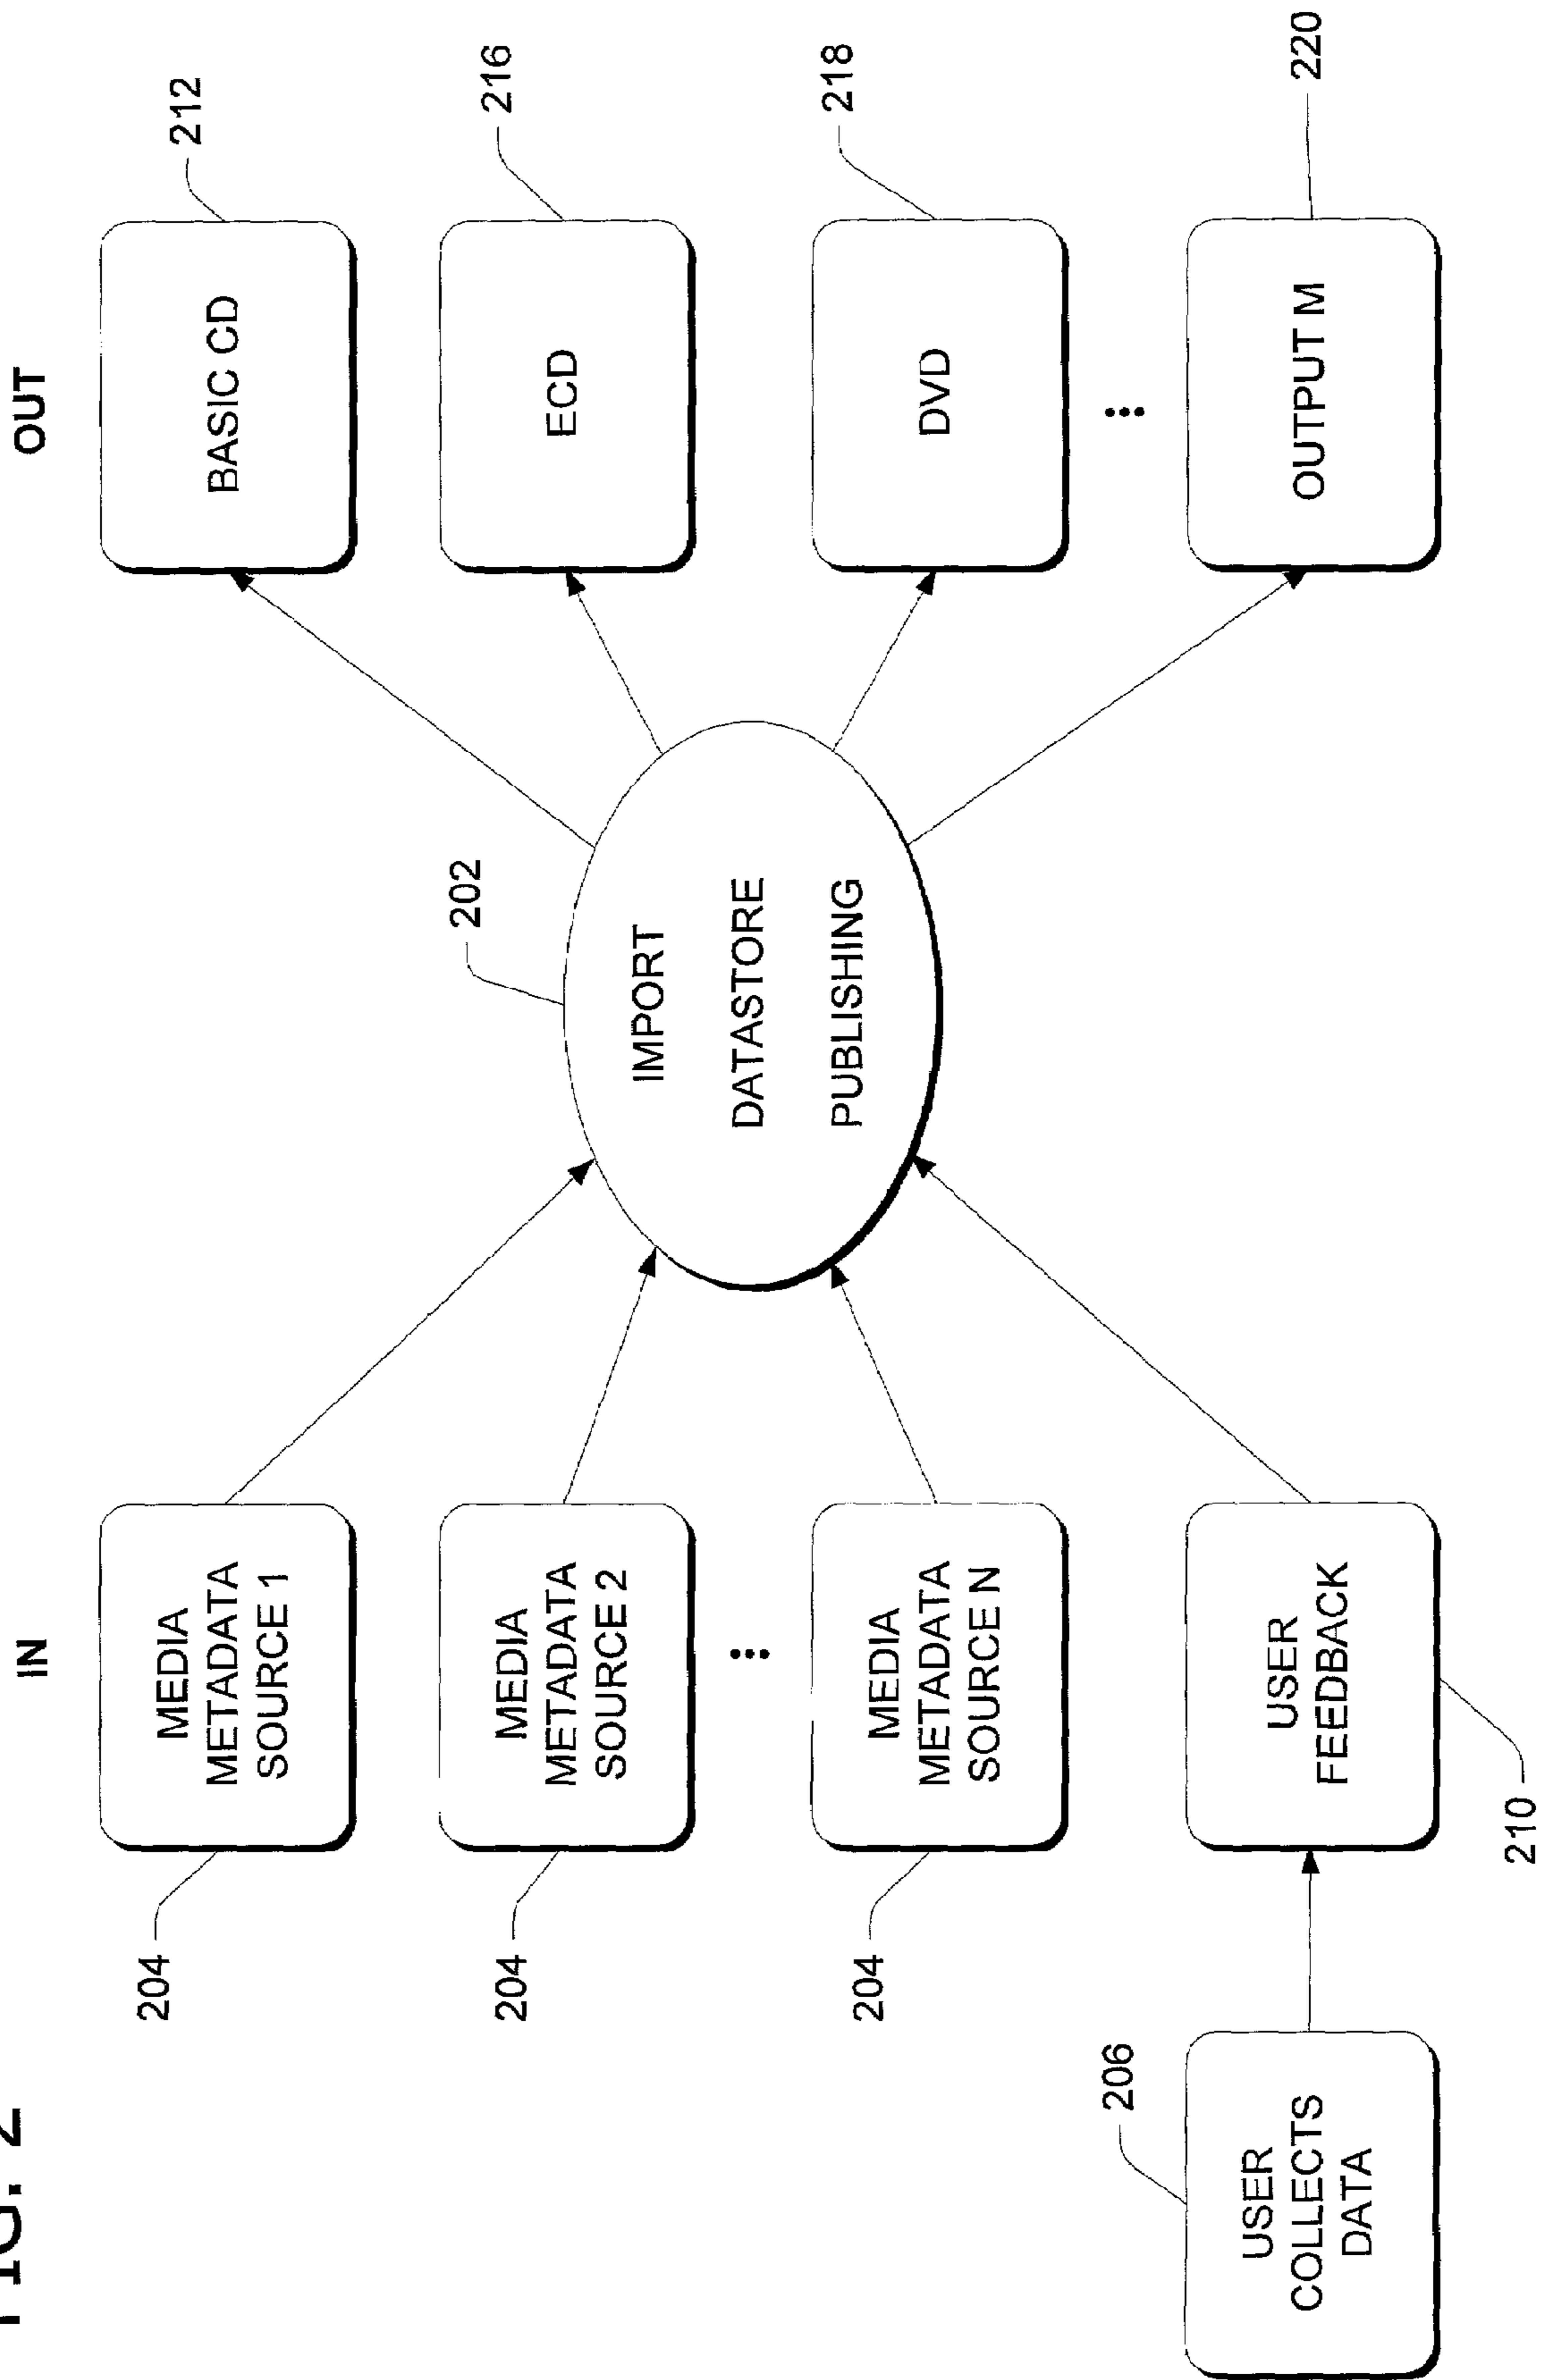 FIG. 2
IN
OUT
204
MEDIA
METADATA
SOURCE 1
204
MEDIA
METADATA
SOURCE 2
204
MEDIA
METADATA
SOURCE N
206
USER
COLLECTS
DATA
USER
FEEDBACK
210
202
IMPORT
DATASTORE
PUBLISHING
BASIC CD
212
ECD
216
DVD
218
OUTPUT M
220